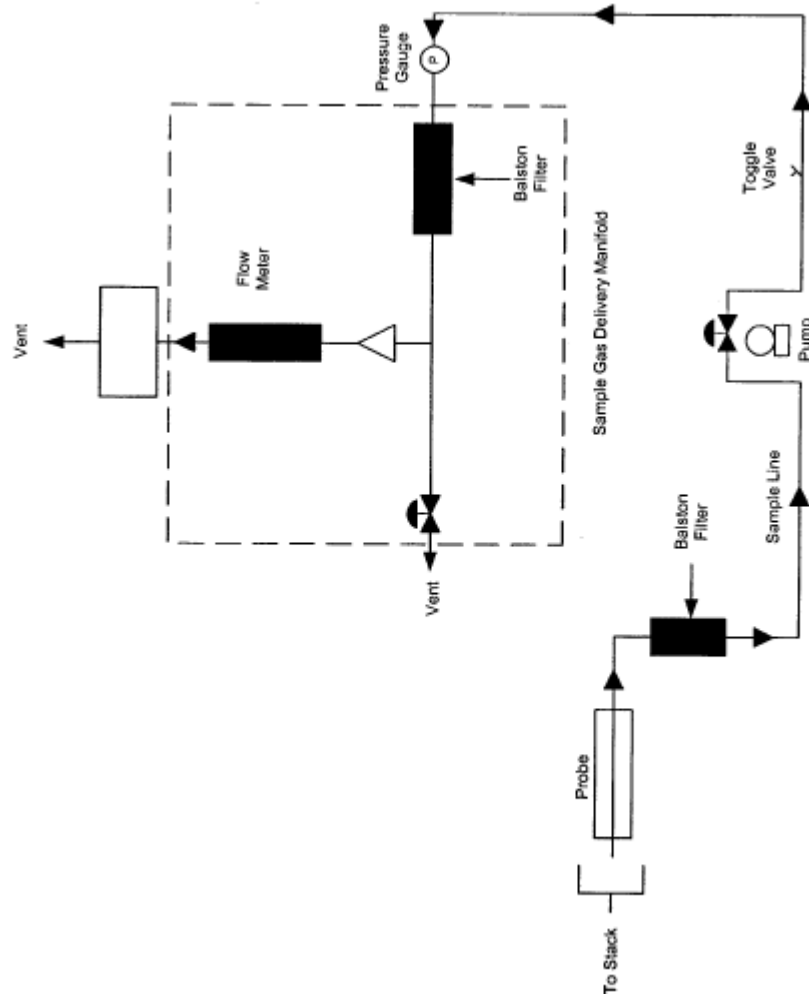 Vent
Pressure
Gauge
P
Flow
Meter
Balston
Filter
Sample Gas Delivery Manifold
Vent
Toggle
Valve
Pump
Sample Line
Balston
Filter
Probe
To Stack